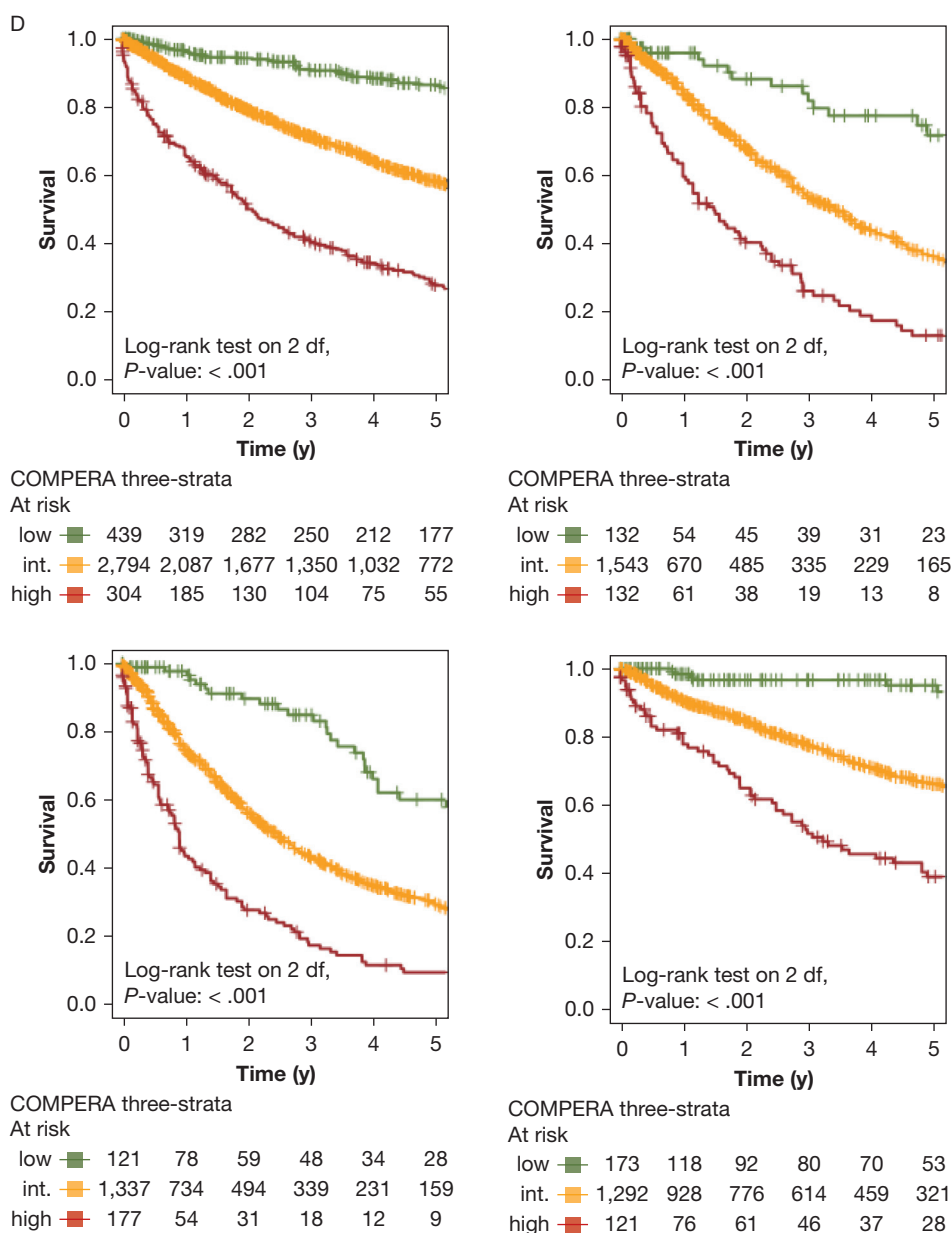 D
1.0
0.8
0.6
0.4
0.2
0.0
Survival
Log-rank test on 2 df,
P-value: < .001
0 1 2 3 4 5
Time (y)
COMPERA three-strata
At risk
low 439 319 282 250 212 177
int. 2,794 2,087 1,677 1,350 1,032 772
high 304 185 130 104 75 55
1.0
0.8
0.6
0.4
0.2
0.0
Survival
Log-rank test on 2 df,
P-value: < .001
0 1 2 3 4 5
Time (y)
COMPERA three-strata
At risk
low 132 54 45 39 31 23
int. 1,543 670 485 335 229 165
high 132 61 38 19 13 8
1.0
0.8
0.6
0.4
0.2
0.0
Survival
Log-rank test on 2 df,
P-value: < .001
0 1 2 3 4 5
Time (y)
COMPERA three-strata
At risk
low 121 78 59 48 34 28
int. 1,337 734 494 339 231 159
high 177 54 31 18 12 9
1.0
0.8
0.6
0.4
0.2
0.0
Survival
Log-rank test on 2 df,
P-value: < .001
0 1 2 3 4 5
Time (y)
COMPERA three-strata
At risk
low 173 118 92 80 70 53
int. 1,292 928 776 614 459 321
high 121 76 61 46 37 28